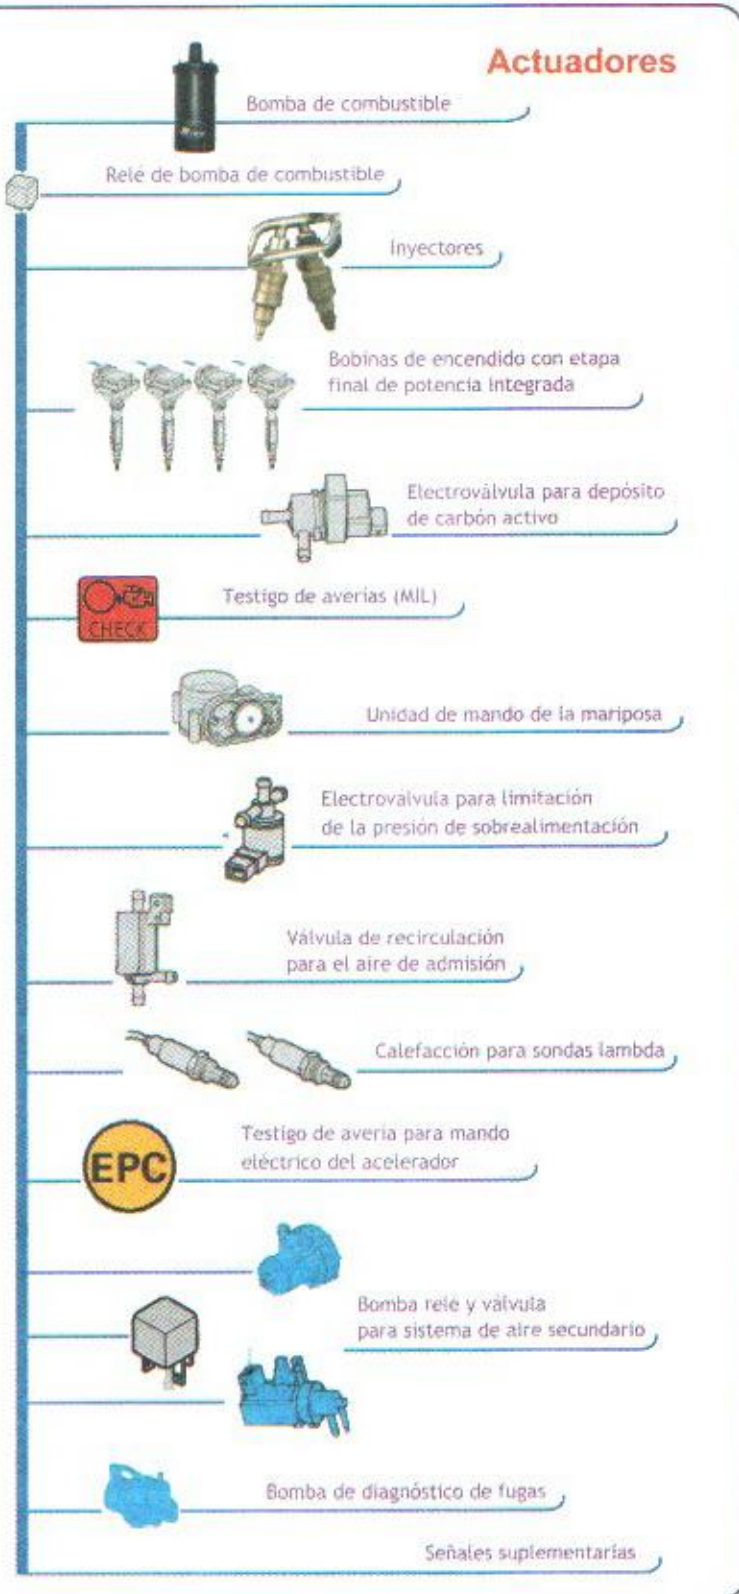 Actuadores
Bomba de combustible
Relé de bomba de combustible
Inyectores
Bobinas de encendido con etapa
final de potencia integrada
Electroválvula para depósito
de carbón activo
CHECK
Testigo de averías (MIL)
Unidad de mando de la mariposa
Electroválvula para limitación
de la presión de sobrealimentación
Válvula de recirculación
para el aire de admisión
Calefacción para sondas lambda
EPC
Testigo de avería para mando
eléctrico del acelerador
Bomba relé y válvula
para sistema de aire secundario
Bomba de diagnóstico de fugas
Señales suplementarias